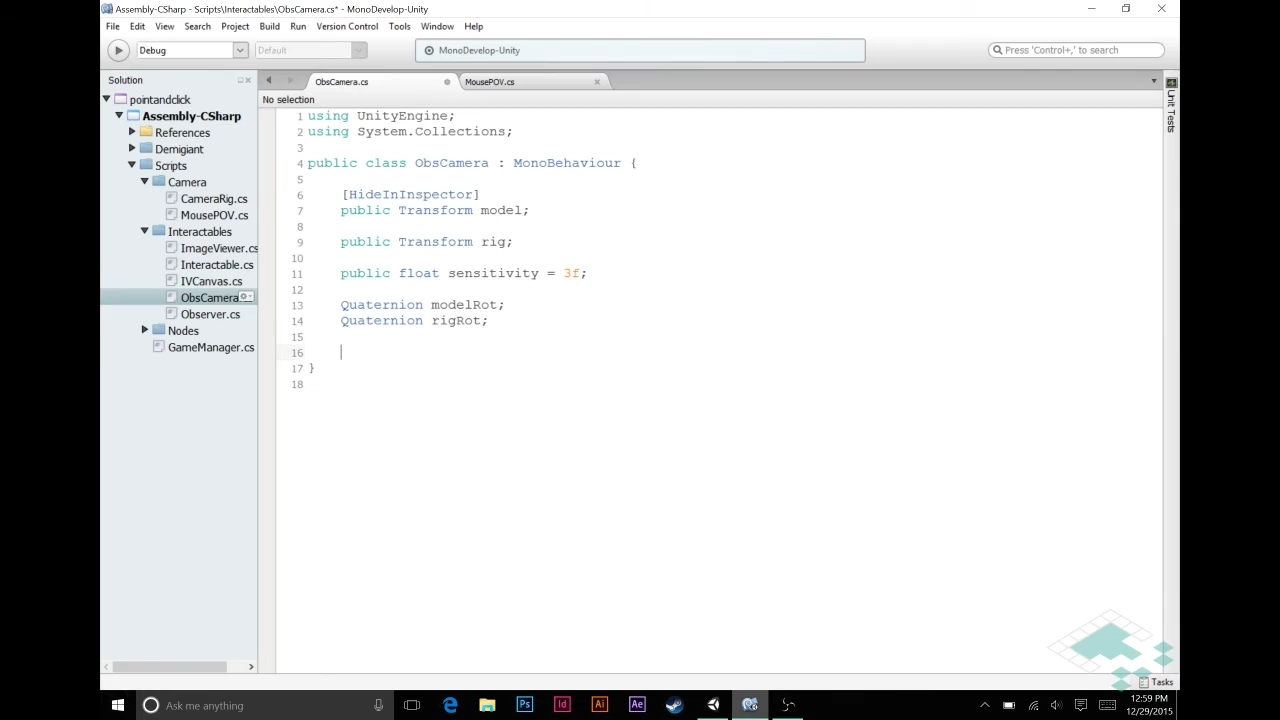 Assembly-CSharp - Scripts\Interactables\ObsCamera.cs* - MonoDevelop-Unity
File Edit View Search Project Build Run Version Control Tools Window Help
Debug Default MonoDevelop-Unity Press 'Control+,' to search
Solution
ObsCamera.cs MousePOV.cs
No selection
pointandclick
Assembly-CSharp
References
Demigiant
Scripts
Camera
CameraRig.cs
MousePOV.cs
Interactables
ImageViewer.cs
Interactable.cs
IVCanvas.cs
ObsCamera
Observer.cs
Nodes
GameManager.cs
1 using UnityEngine;
2 using System.Collections;
3
4 public class ObsCamera : MonoBehaviour {
5
6 [HideInInspector]
7 public Transform model;
8
9 public Transform rig;
10
11 public float sensitivity = 3f;
12
13 Quaternion modelRot;
14 Quaternion rigRot;
15
16
17 }
18
Unit Tests
Tasks
Ask me anything
Ps Id Ai Ae
12:59 PM
12/29/2015